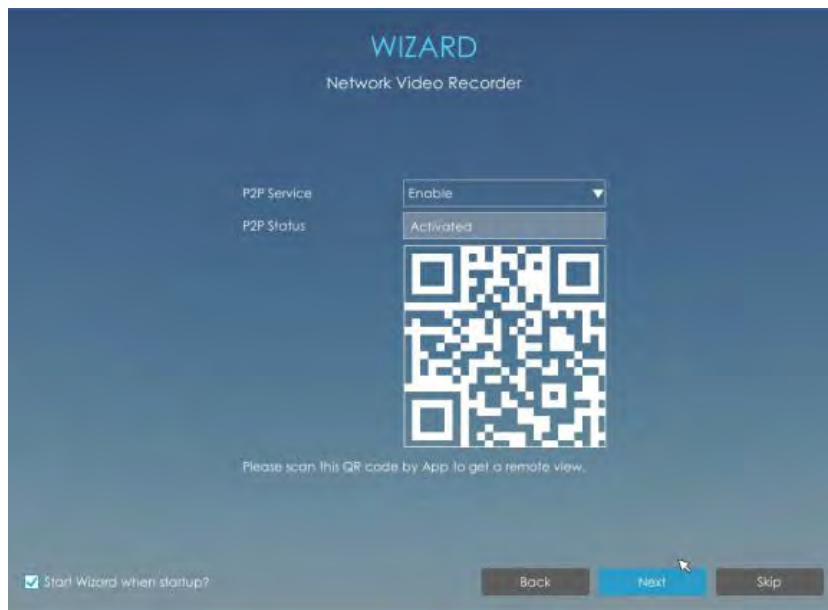 WIZARD
Network Video Recorder
P2P Service
Enable
P2P Status
Activated
Please scan this QR code by App to get a remote view.
Start Wizard when startup?
Back
Next
Skip